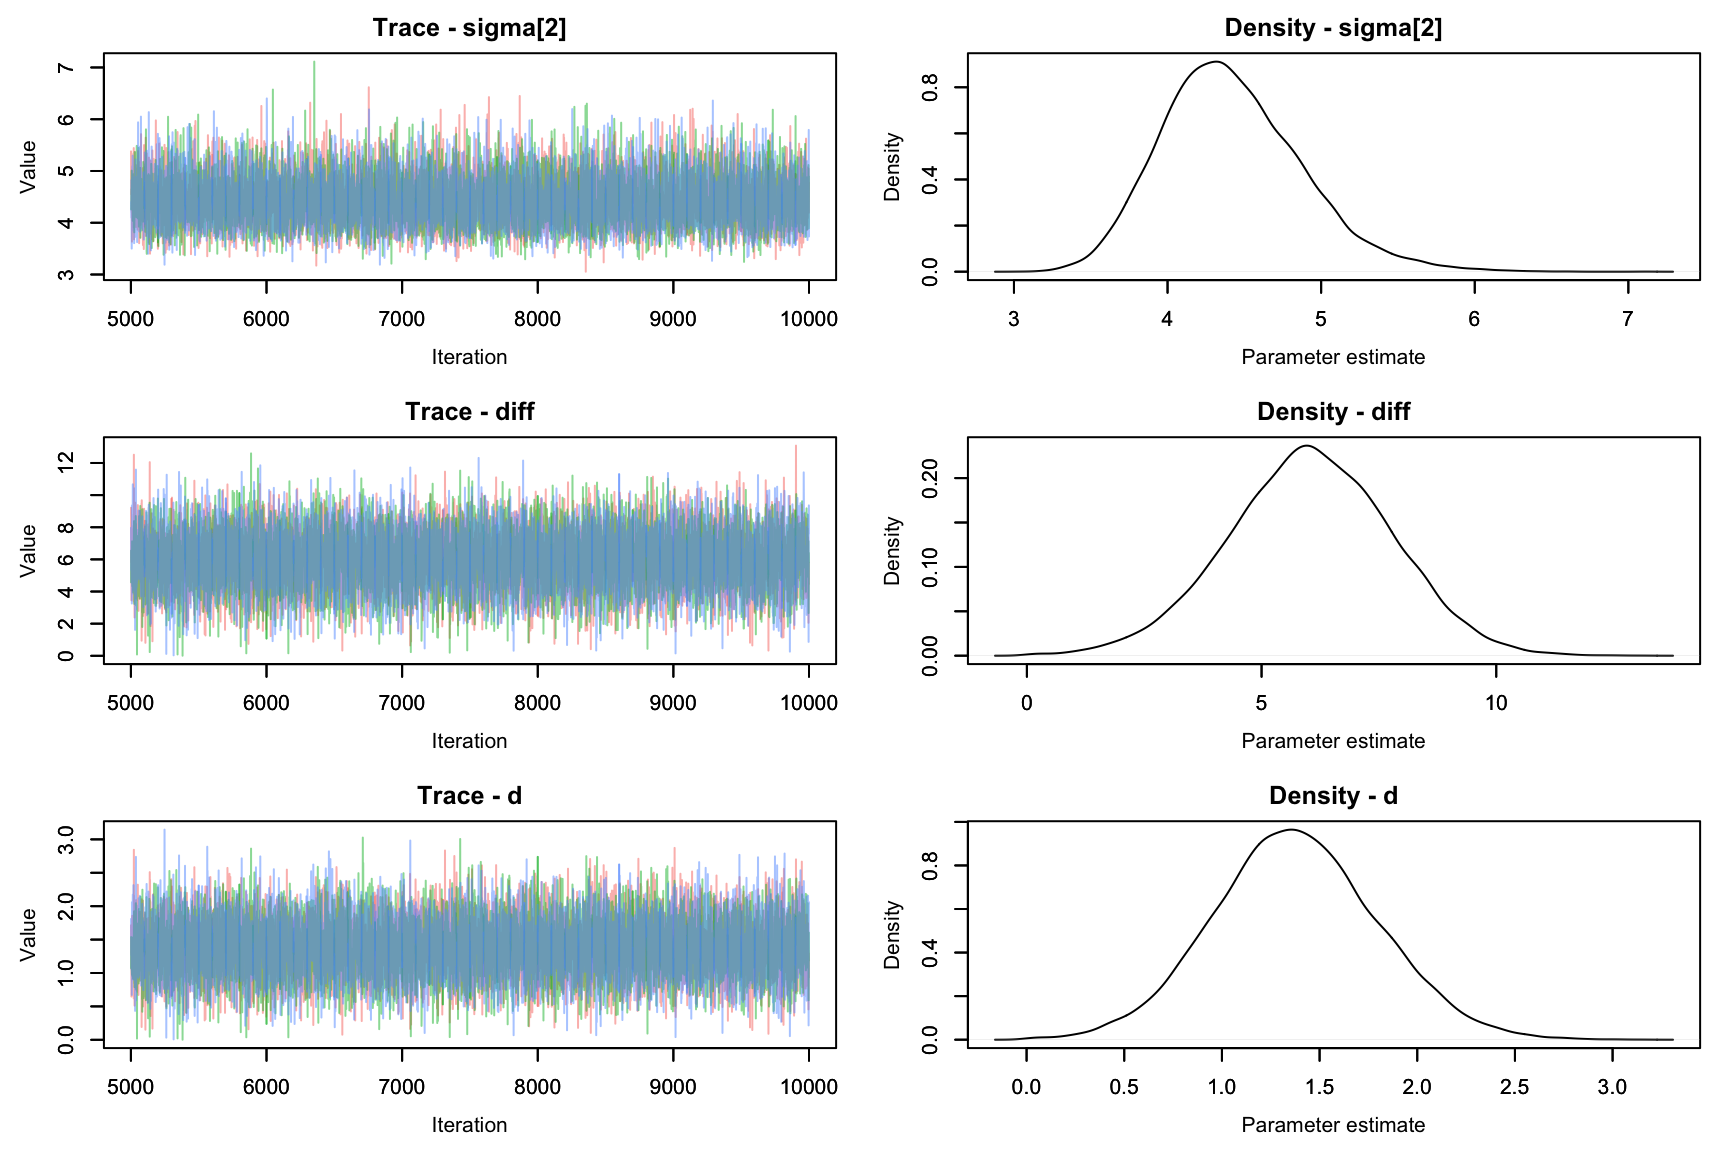 Trace - sigma[2]
Value
3 4 5 6 7
5000 6000 7000 8000 9000 10000
Iteration
Density - sigma[2]
Density
0.0 0.4 0.8
3 4 5 6 7
Parameter estimate
Trace - diff
Value
0 2 4 6 8 12
5000 6000 7000 8000 9000 10000
Iteration
Density - diff
Density
0.00 0.10 0.20
0 5 10
Parameter estimate
Trace - d
Value
0.0 1.0 2.0 3.0
5000 6000 7000 8000 9000 10000
Iteration
Density - d
Density
0.0 0.4 0.8
0.0 0.5 1.0 1.5 2.0 2.5 3.0
Parameter estimate